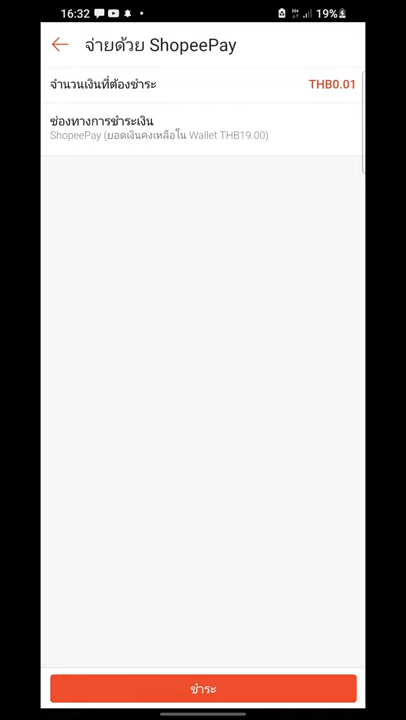 16:32
19%
จ่ายด้วย ShopeePay
จำนวนเงินที่ต้องชำระ THB0.01
ช่องทางการชำระเงิน
ShopeePay (ยอดเงินคงเหลือใน Wallet THB19.00)
ชำระ